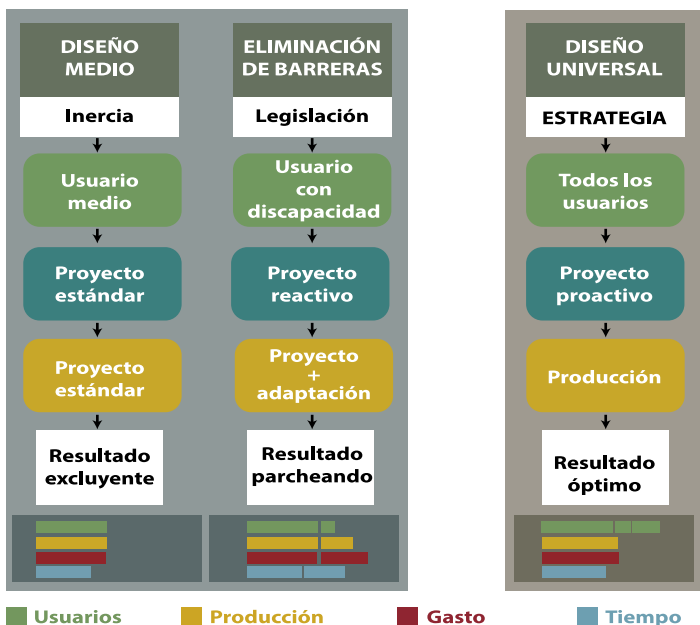 DISEÑO
MEDIO
Inercia
Usuario
medio
Proyecto
estándar
Proyecto
estándar
Resultado
excluyente
ELIMINACIÓN
DE BARRERAS
Legislación
Usuario
con
discapacidad
Proyecto
reactivo
Proyecto
+
adaptación
Resultado
parcheando
DISEÑO
UNIVERSAL
ESTRATEGIA
Todos los
usuarios
Proyecto
proactivo
Producción
Resultado
óptimo
Usuarios
Producción
Gasto
Tiempo